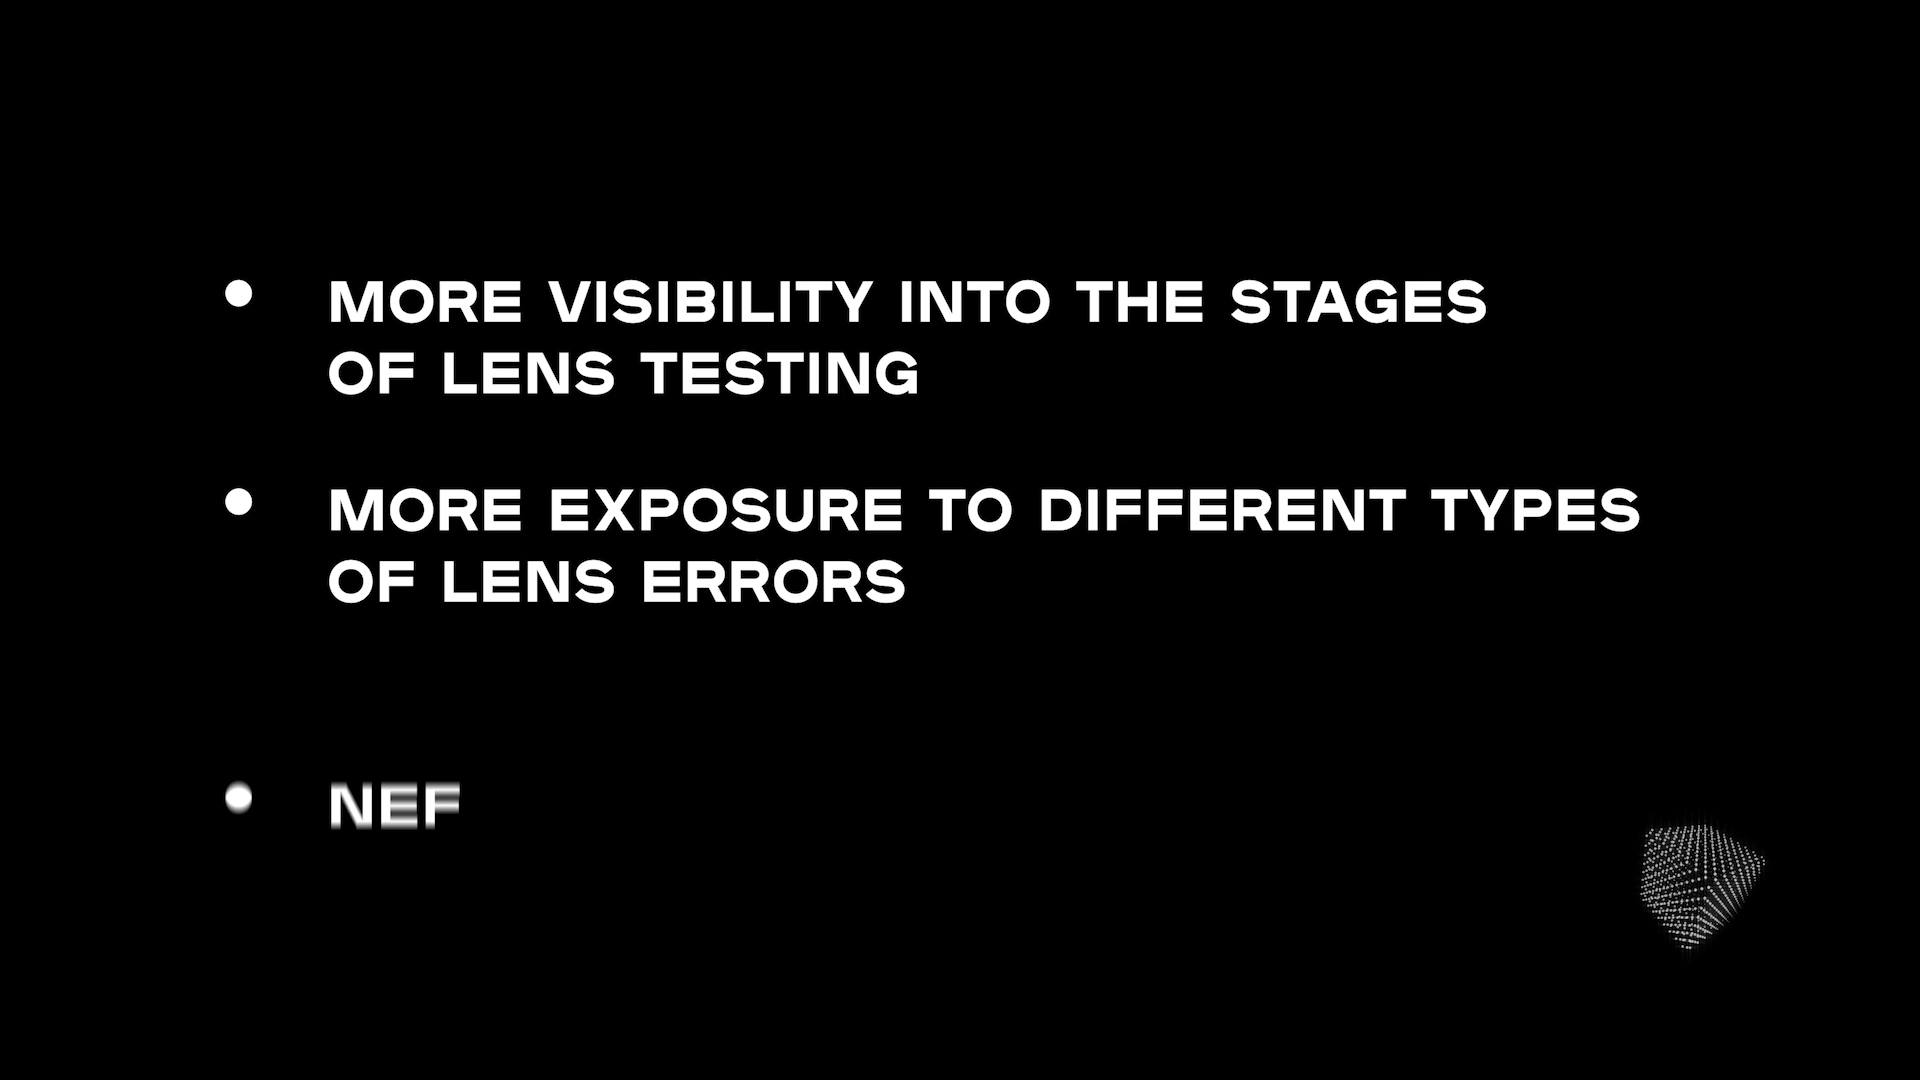 • MORE VISIBILITY INTO THE STAGES
OF LENS TESTING
• MORE EXPOSURE TO DIFFERENT TYPES
OF LENS ERRORS
• NEF